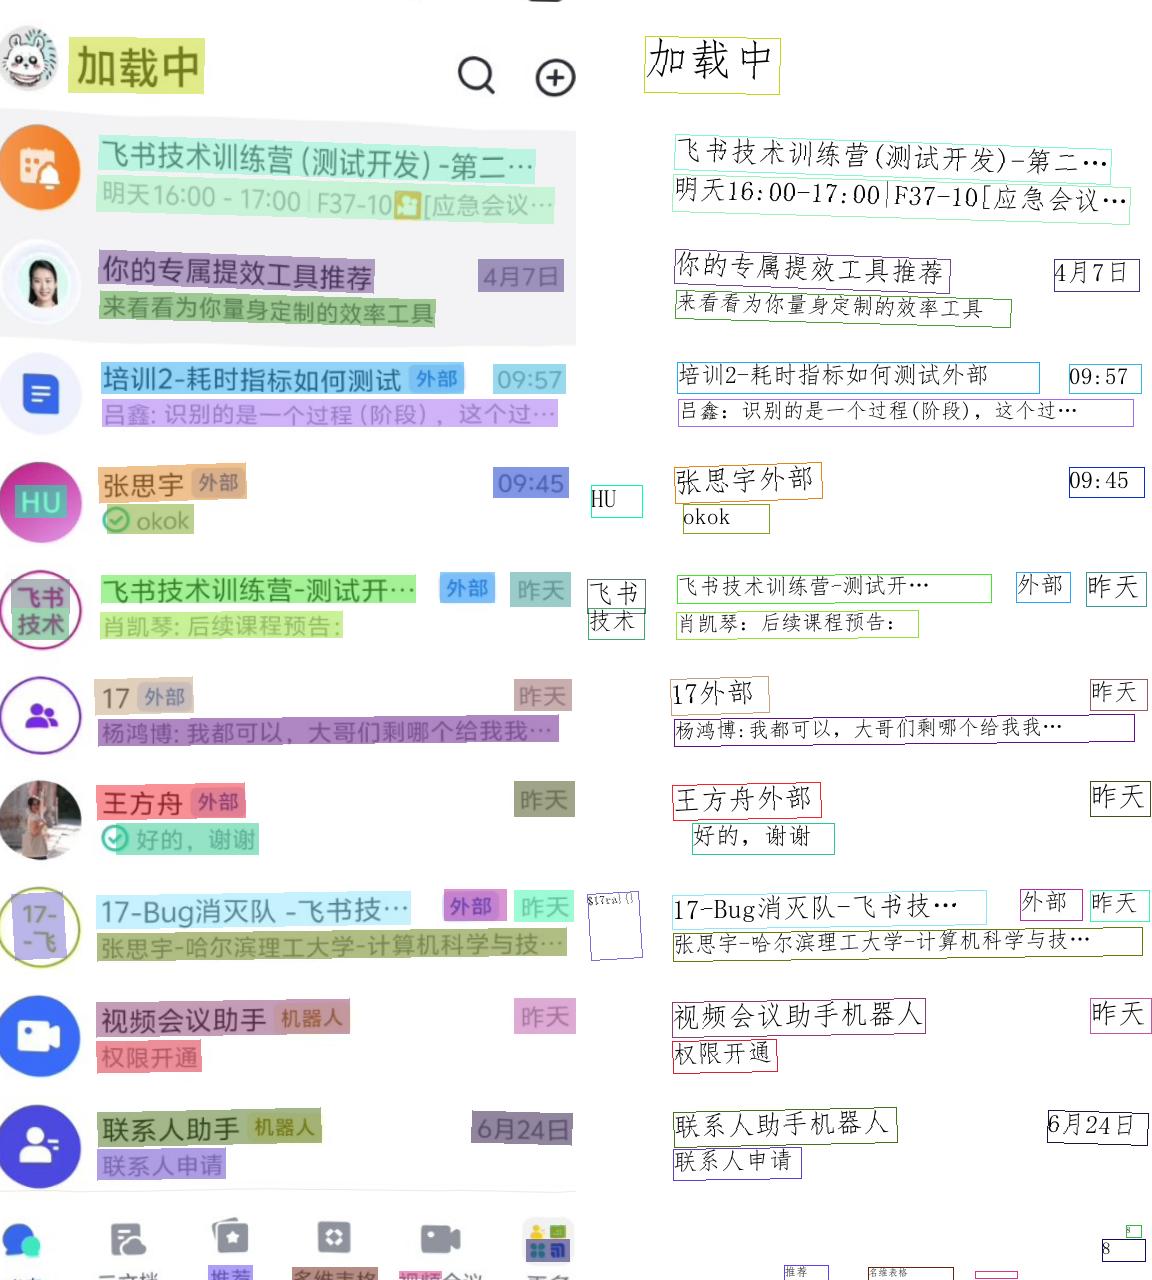 加载中
飞书技术训练营 (测试开发) -第二···
明天16:00 - 17:00 | F37-10 [应急会议···
你的专属提效工具推荐 4月7日
来看看为你量身定制的效率工具
培训2-耗时指标如何测试 外部 09:57
吕鑫: 识别的是一个过程 (阶段) ，这个过···
HU
张思宇 外部 09:45
okok
飞书
技术
飞书技术训练营-测试开··· 外部 昨天
肖凯琴: 后续课程预告:
17 外部 昨天
杨鸿博: 我都可以，大哥们剩哪个给我我···
王方舟 外部 昨天
好的，谢谢
17-
-飞
17-Bug消灭队 -飞书技··· 外部 昨天
张思宇-哈尔滨理工大学-计算机科学与技···
视频会议助手 机器人 昨天
权限开通
联系人助手 机器人 6月24日
联系人申请
云文档 推荐 多维表格 视频会议
加载中
飞书技术训练营(测试开发)-第二···
明天16:00-17:00|F37-10[应急会议···
你的专属提效工具推荐 4月7日
来看看为你量身定制的效率工具
培训2-耗时指标如何测试外部 09:57
吕鑫: 识别的是一个过程(阶段)，这个过···
HU
张思宇外部 09:45
okok
飞书
技术
飞书技术训练营-测试开··· 外部 昨天
肖凯琴: 后续课程预告:
17外部 昨天
杨鸿博:我都可以，大哥们剩哪个给我我···
王方舟外部 昨天
好的，谢谢
17-Bug消灭队-飞书技··· 外部 昨天
张思宇-哈尔滨理工大学-计算机科学与技···
视频会议助手机器人 昨天
权限开通
联系人助手机器人 6月24日
联系人申请
8
8
推荐 多维表格